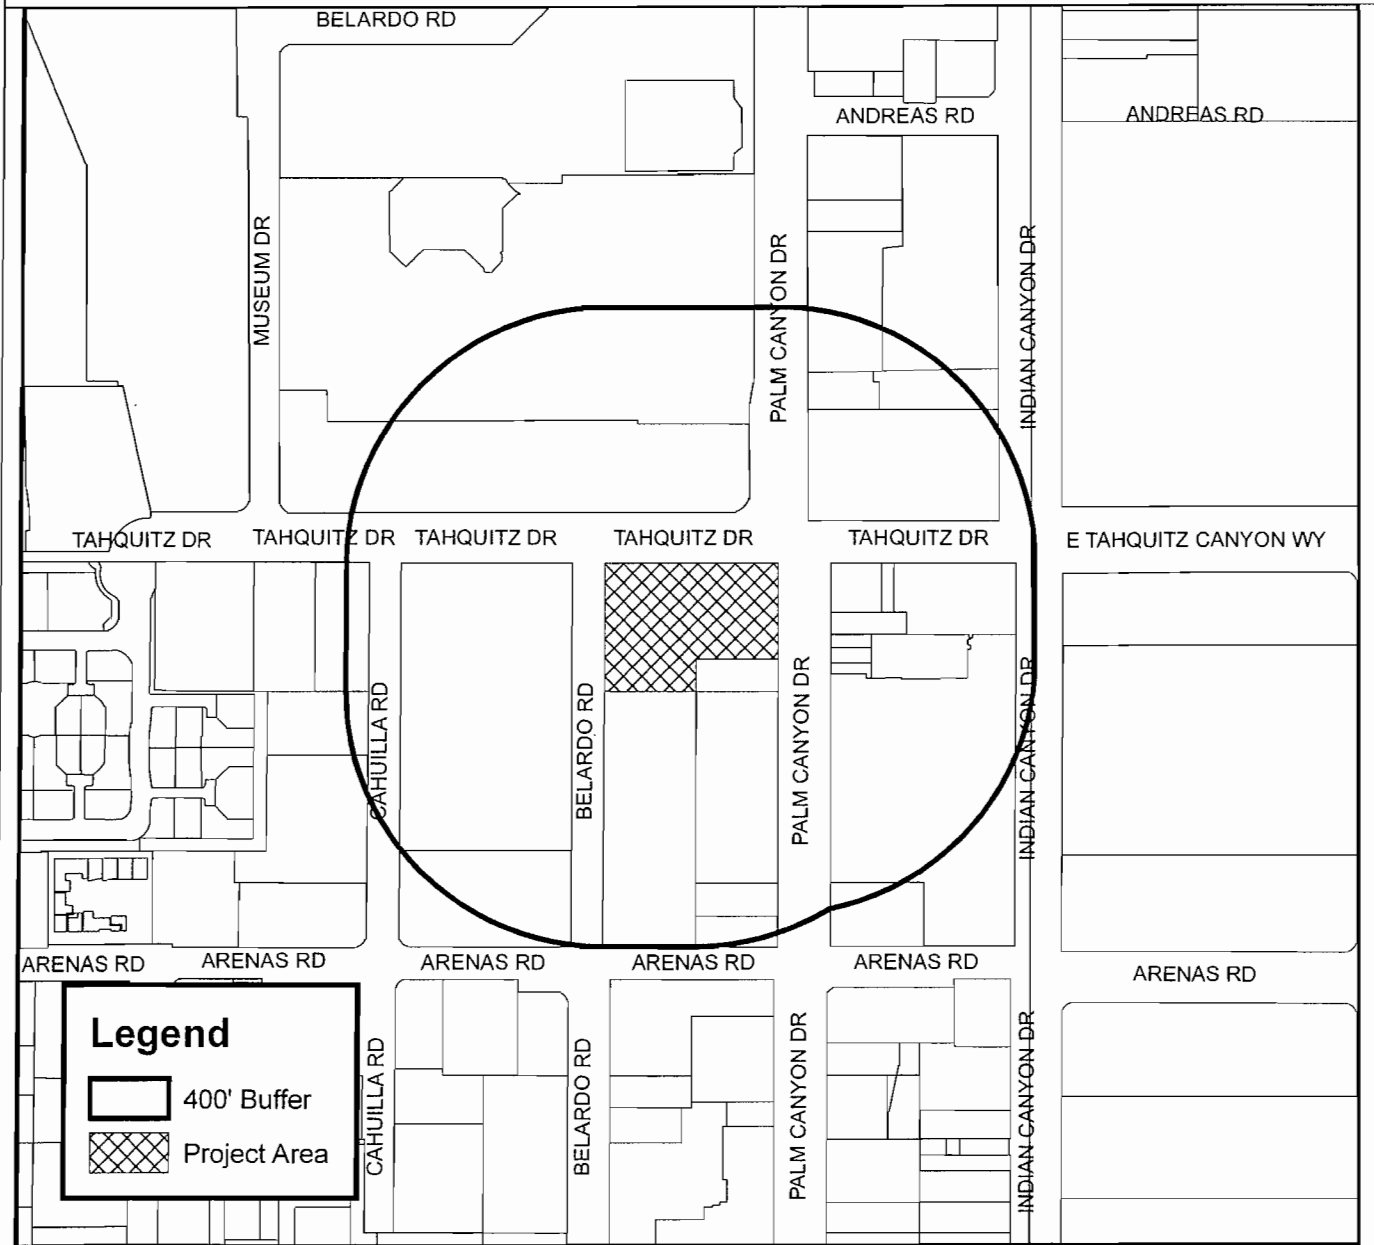 BELARDO RD
ANDREAS RD
ANDREAS RD
MUSEUM DR
PALM CANYON DR
INDIAN CANYON DR
TAHQUITZ DR
TAHQUITZ DR
TAHQUITZ DR
TAHQUITZ DR
TAHQUITZ DR
E TAHQUITZ CANYON WY
CAHUILLA RD
BELARDO RD
PALM CANYON DR
INDIAN CANYON DR
ARENAS RD
ARENAS RD
ARENAS RD
ARENAS RD
ARENAS RD
ARENAS RD
Legend
400' Buffer
Project Area
CAHUILLA RD
BELARDO RD
PALM CANYON DR
INDIAN CANYON DR